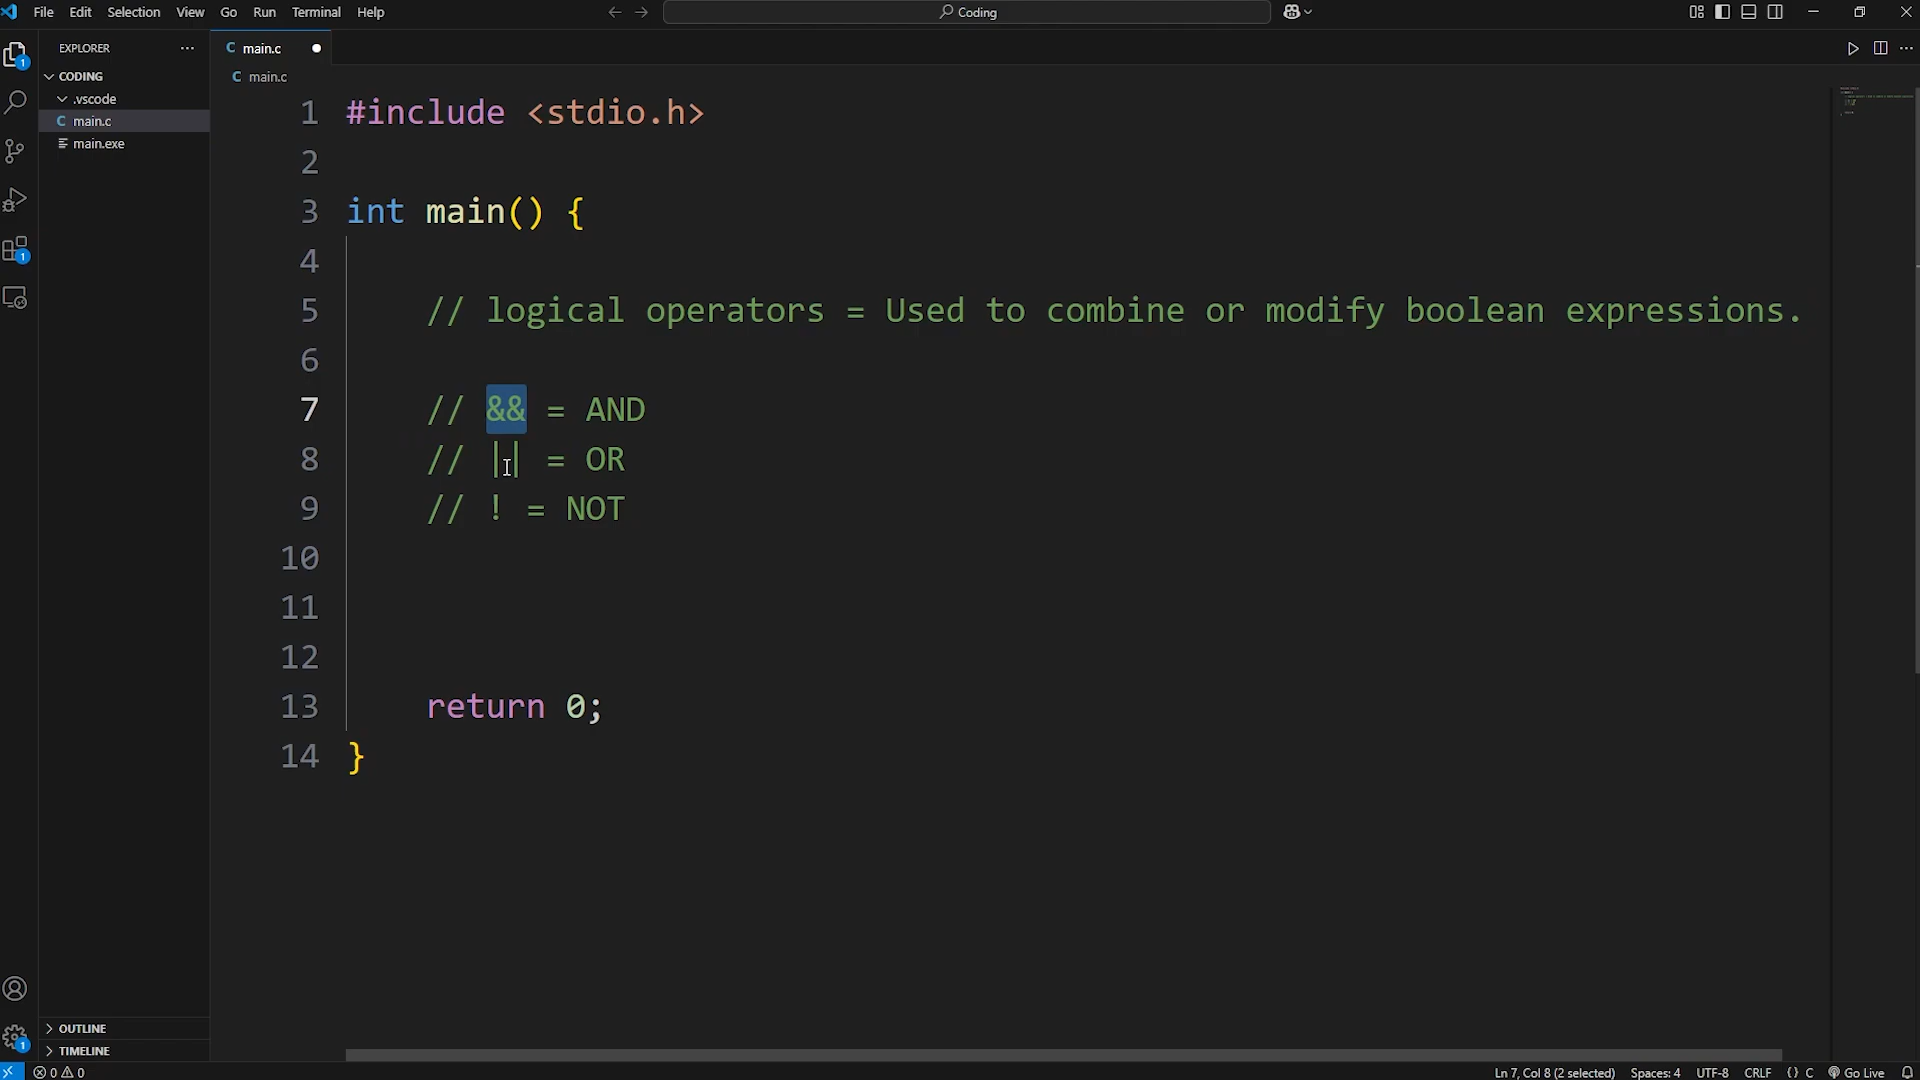 File Edit Selection View Go Run Terminal Help
Coding
EXPLORER
CODING
.vscode
C main.c
main.exe
C main.c
C main.c
1 #include <stdio.h>
2
3 int main() {
4
5 // logical operators = Used to combine or modify boolean expressions.
6
7 // && = AND
8 // || = OR
9 // ! = NOT
10
11
12
13 return 0;
14 }
1
1
1
OUTLINE
TIMELINE
0 0
Ln 7, Col 8 (2 selected) Spaces: 4 UTF-8 CRLF {} C Go Live